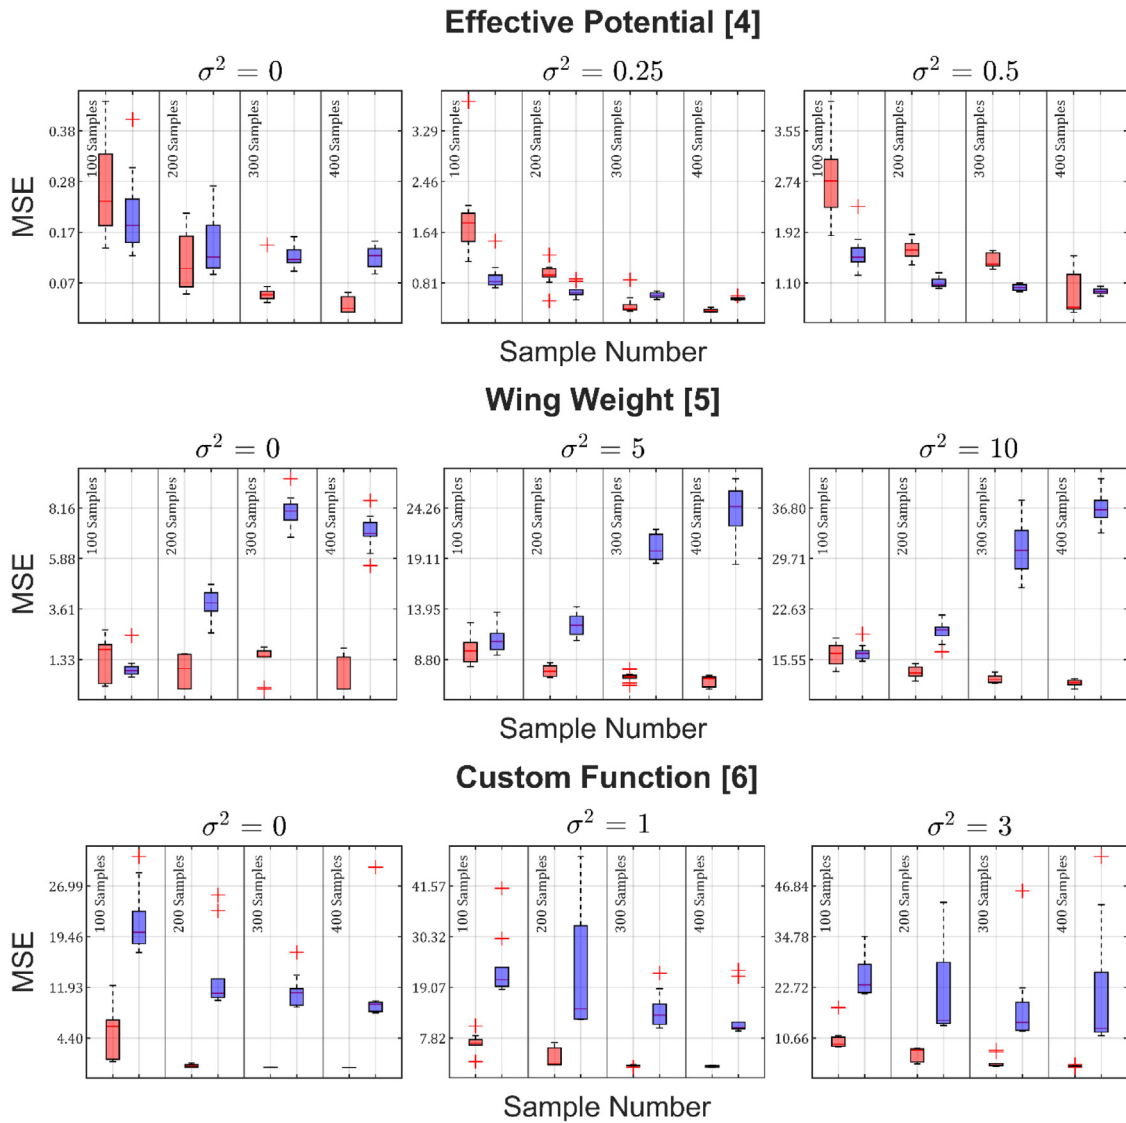 Effective Potential [4]
σ² = 0
σ² = 0.25
σ² = 0.5
MSE
0.38
0.28
0.17
0.07
100 Samples
200 Samples
300 Samples
400 Samples
3.29
2.46
1.64
0.81
100 Samples
200 Samples
300 Samples
400 Samples
3.55
2.74
1.92
1.10
100 Samples
200 Samples
300 Samples
400 Samples
Sample Number
Wing Weight [5]
σ² = 0
σ² = 5
σ² = 10
MSE
8.16
5.88
3.61
1.33
100 Samples
200 Samples
300 Samples
400 Samples
24.26
19.11
13.95
8.80
100 Samples
200 Samples
300 Samples
400 Samples
36.80
29.71
22.63
15.55
100 Samples
200 Samples
300 Samples
400 Samples
Sample Number
Custom Function [6]
σ² = 0
σ² = 1
σ² = 3
MSE
26.99
19.46
11.93
4.40
100 Samples
200 Samples
300 Samples
400 Samples
41.57
30.32
19.07
7.82
100 Samples
200 Samples
300 Samples
400 Samples
46.84
34.78
22.72
10.66
100 Samples
200 Samples
300 Samples
400 Samples
Sample Number